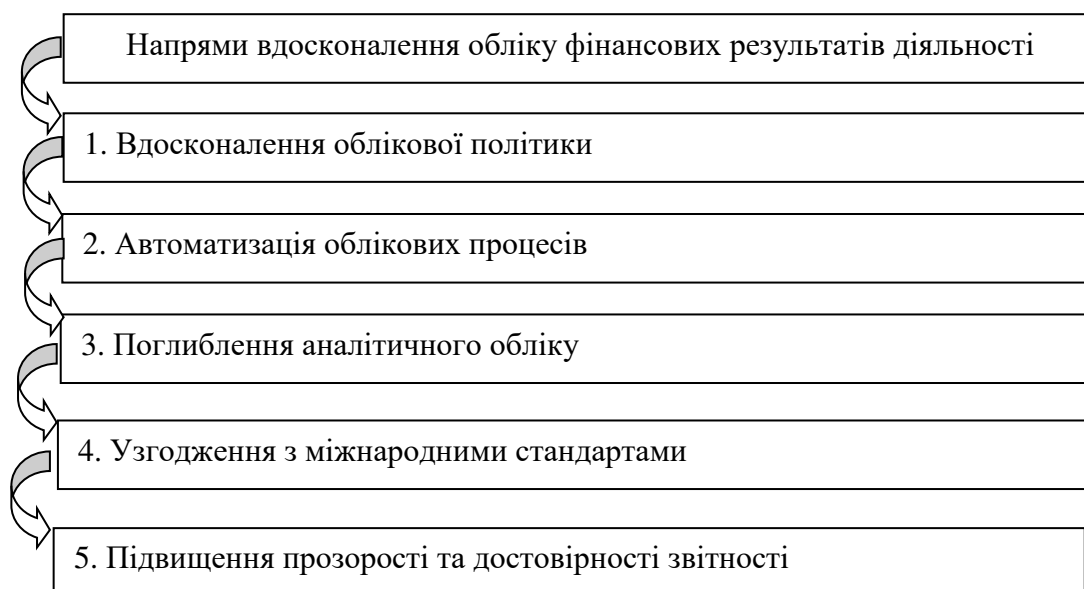 Напрями вдосконалення обліку фінансових результатів діяльності
1. Вдосконалення облікової політики
2. Автоматизація облікових процесів
3. Поглиблення аналітичного обліку
4. Узгодження з міжнародними стандартами
5. Підвищення прозорості та достовірності звітності